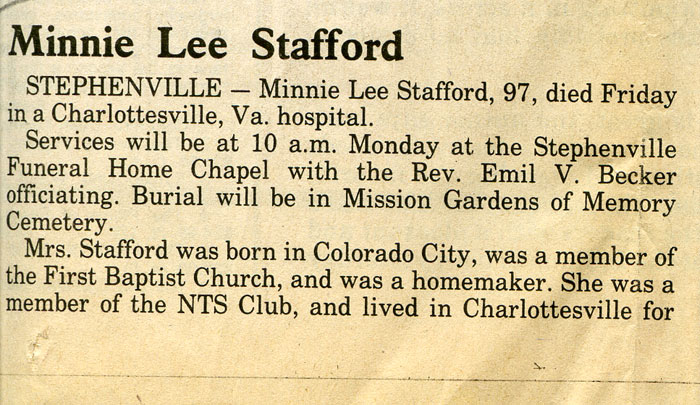 Minnie Lee Stafford
STEPHENVILLE — Minnie Lee Stafford, 97, died Friday
in a Charlottesville, Va. hospital.
Services will be at 10 a.m. Monday at the Stephenville
Funeral Home Chapel with the Rev. Emil V. Becker
officiating. Burial will be in Mission Gardens of Memory
Cemetery.
Mrs. Stafford was born in Colorado City, was a member of
the First Baptist Church, and was a homemaker. She was a
member of the NTS Club, and lived in Charlottesville for